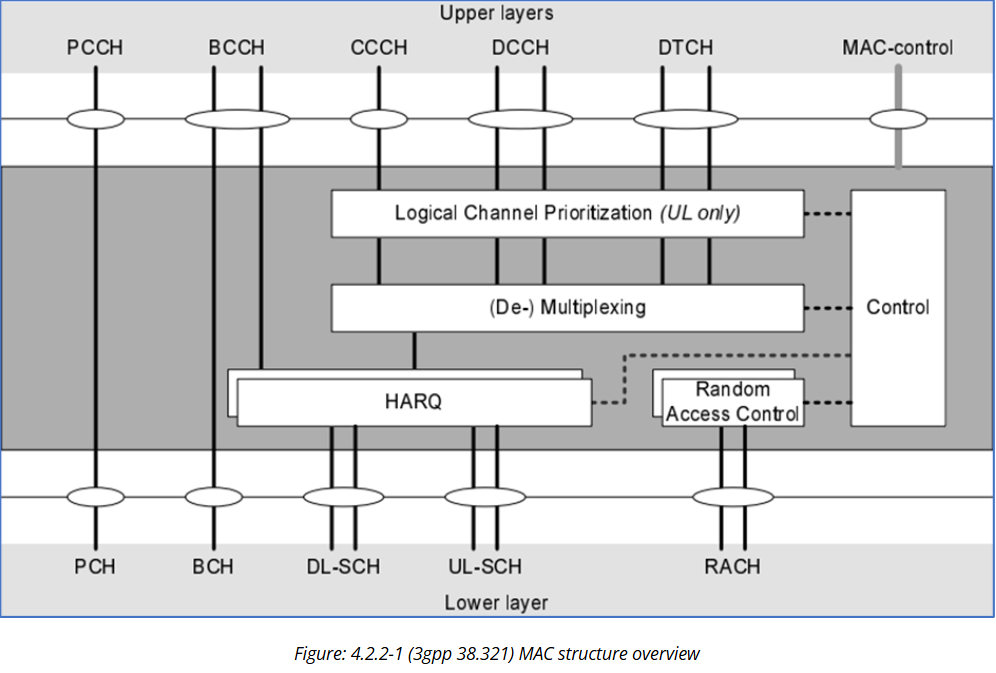 Upper layers
PCCH BCCH CCCH DCCH DTCH MAC-control
Logical Channel Prioritization (UL only)
(De-) Multiplexing
Control
HARQ
Random
Access Control
PCH BCH DL-SCH UL-SCH RACH
Lower layer
Figure: 4.2.2-1 (3gpp 38.321) MAC structure overview